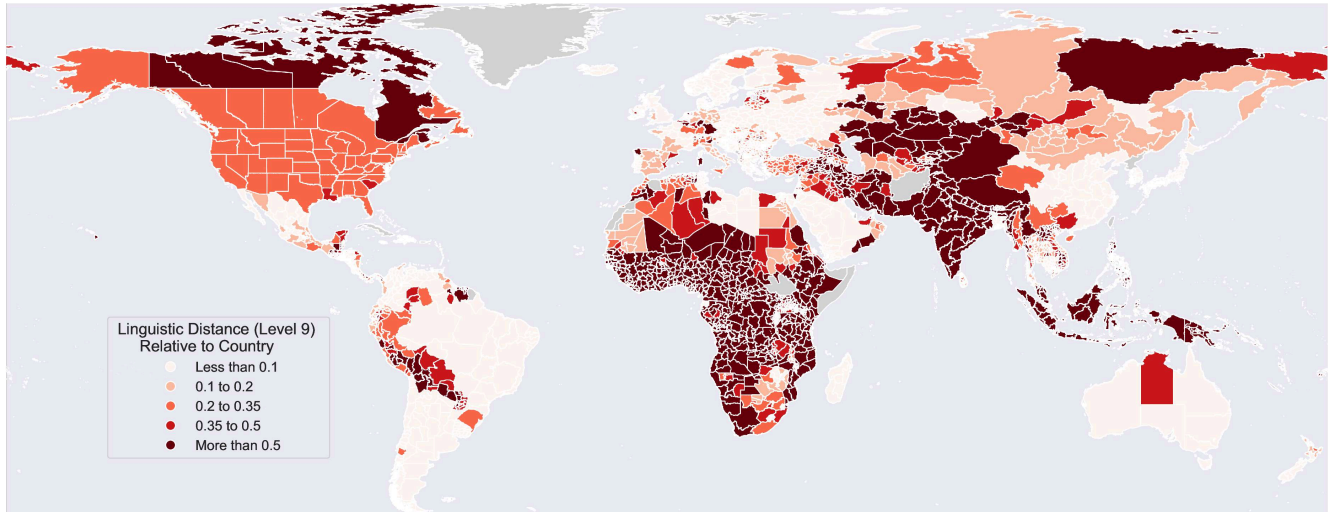 Linguistic Distance (Level 9)
Relative to Country
Less than 0.1
0.1 to 0.2
0.2 to 0.35
0.35 to 0.5
More than 0.5